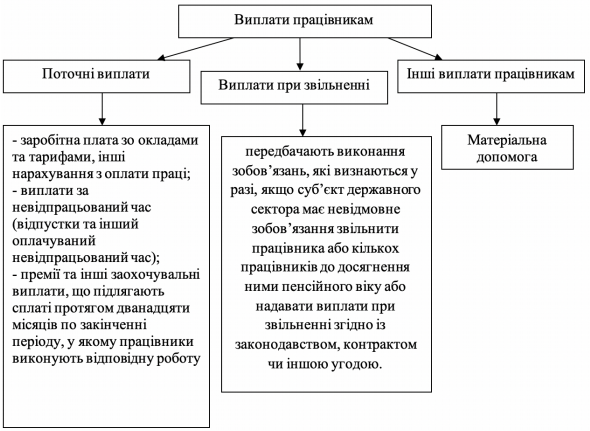 Виплати працівникам
Поточні виплати
Виплати при звільненні
Інші виплати працівникам
- заробітна плата зо окладами
та тарифами, інші
нарахування з оплати праці;
- виплати за
невідпрацьований час
(відпустки та інший
оплачуваний
невідпрацьований час);
- премії та інші заохочувальні
виплати, що підлягають
сплаті протягом дванадцяти
місяців по закінченні
періоду, у якому працівники
виконують відповідну роботу
передбачають виконання
зобов’язань, які визнаються у
разі, якщо суб’єкт державного
сектора має невідмовне
зобов’язання звільнити
працівника або кількох
працівників до досягнення
ними пенсійного віку або
надавати виплати при
звільненні згідно із
законодавством, контрактом
чи іншою угодою.
Матеріальна
допомога